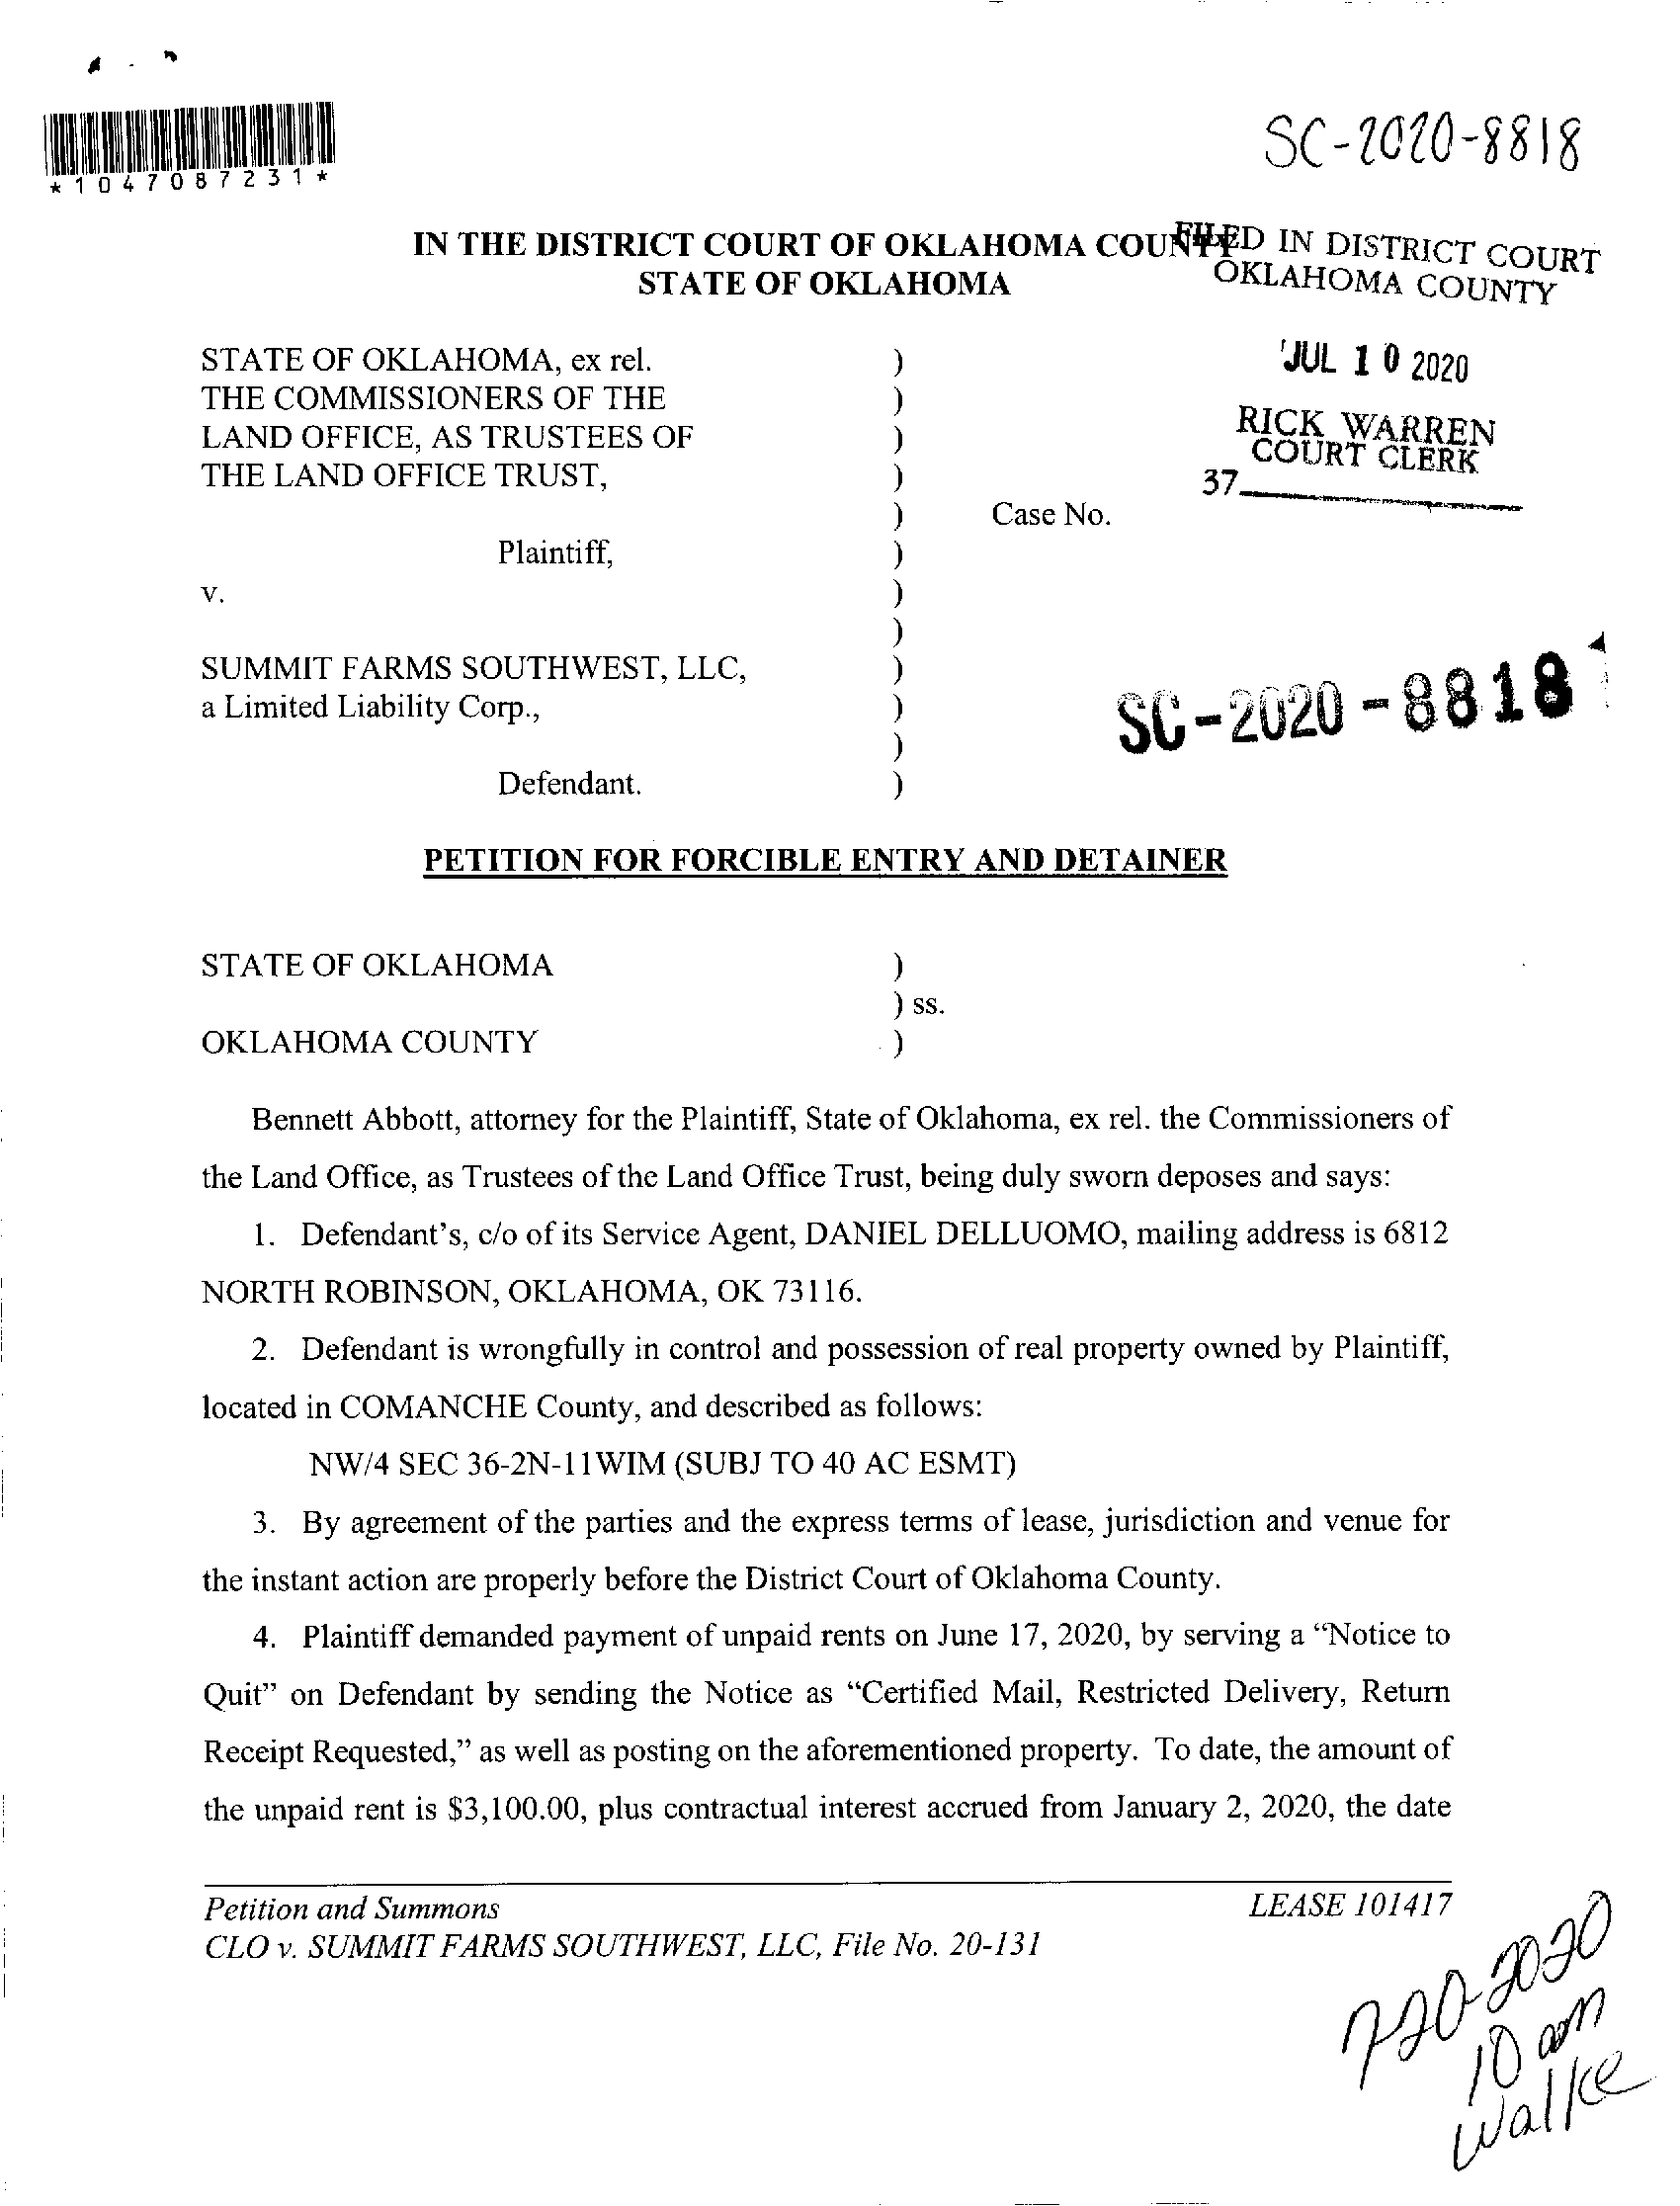 *1047087231*
SC-2020-8818
IN THE DISTRICT COURT OF OKLAHOMA COUNTY
STATE OF OKLAHOMA
FILED IN DISTRICT COURT
OKLAHOMA COUNTY
JUL 10 2020
RICK WARREN
COURT CLERK
37
STATE OF OKLAHOMA, ex rel. )
THE COMMISSIONERS OF THE )
LAND OFFICE, AS TRUSTEES OF )
THE LAND OFFICE TRUST, )
) Case No.
Plaintiff, )
v. )
)
SUMMIT FARMS SOUTHWEST, LLC, )
a Limited Liability Corp., )
)
Defendant. )
SC-2020-8818
PETITION FOR FORCIBLE ENTRY AND DETAINER
STATE OF OKLAHOMA )
) ss.
OKLAHOMA COUNTY )
Bennett Abbott, attorney for the Plaintiff, State of Oklahoma, ex rel. the Commissioners of
the Land Office, as Trustees of the Land Office Trust, being duly sworn deposes and says:
1. Defendant's, c/o of its Service Agent, DANIEL DELLUOMO, mailing address is 6812
NORTH ROBINSON, OKLAHOMA, OK 73116.
2. Defendant is wrongfully in control and possession of real property owned by Plaintiff,
located in COMANCHE County, and described as follows:
NW/4 SEC 36-2N-11WIM (SUBJ TO 40 AC ESMT)
3. By agreement of the parties and the express terms of lease, jurisdiction and venue for
the instant action are properly before the District Court of Oklahoma County.
4. Plaintiff demanded payment of unpaid rents on June 17, 2020, by serving a “Notice to
Quit” on Defendant by sending the Notice as “Certified Mail, Restricted Delivery, Return
Receipt Requested,” as well as posting on the aforementioned property. To date, the amount of
the unpaid rent is $3,100.00, plus contractual interest accrued from January 2, 2020, the date
Petition and Summons LEASE 101417
CLO v. SUMMIT FARMS SOUTHWEST, LLC, File No. 20-131
7-20-2020
10 am
Walke